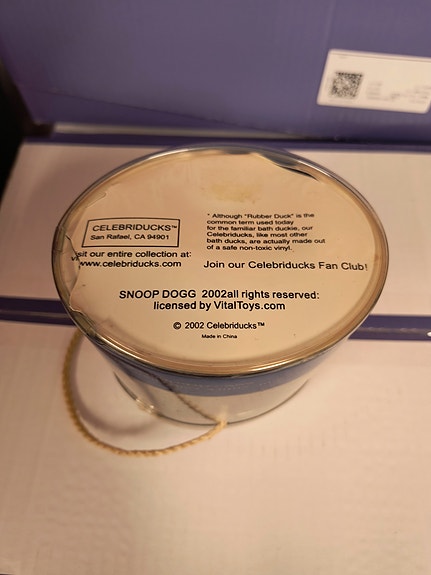 CELEBRIDUCKS™
San Rafael, CA 94901
visit our entire collection at:
www.celebriducks.com
* Although "Rubber Duck" is the
common term used today
for the familiar bath duckie, our
Celebriducks, like most other
bath ducks, are actually made out
of a safe non-toxic vinyl.
Join our Celebriducks Fan Club!
SNOOP DOGG 2002all rights reserved:
licensed by VitalToys.com
© 2002 Celebriducks™
Made in China